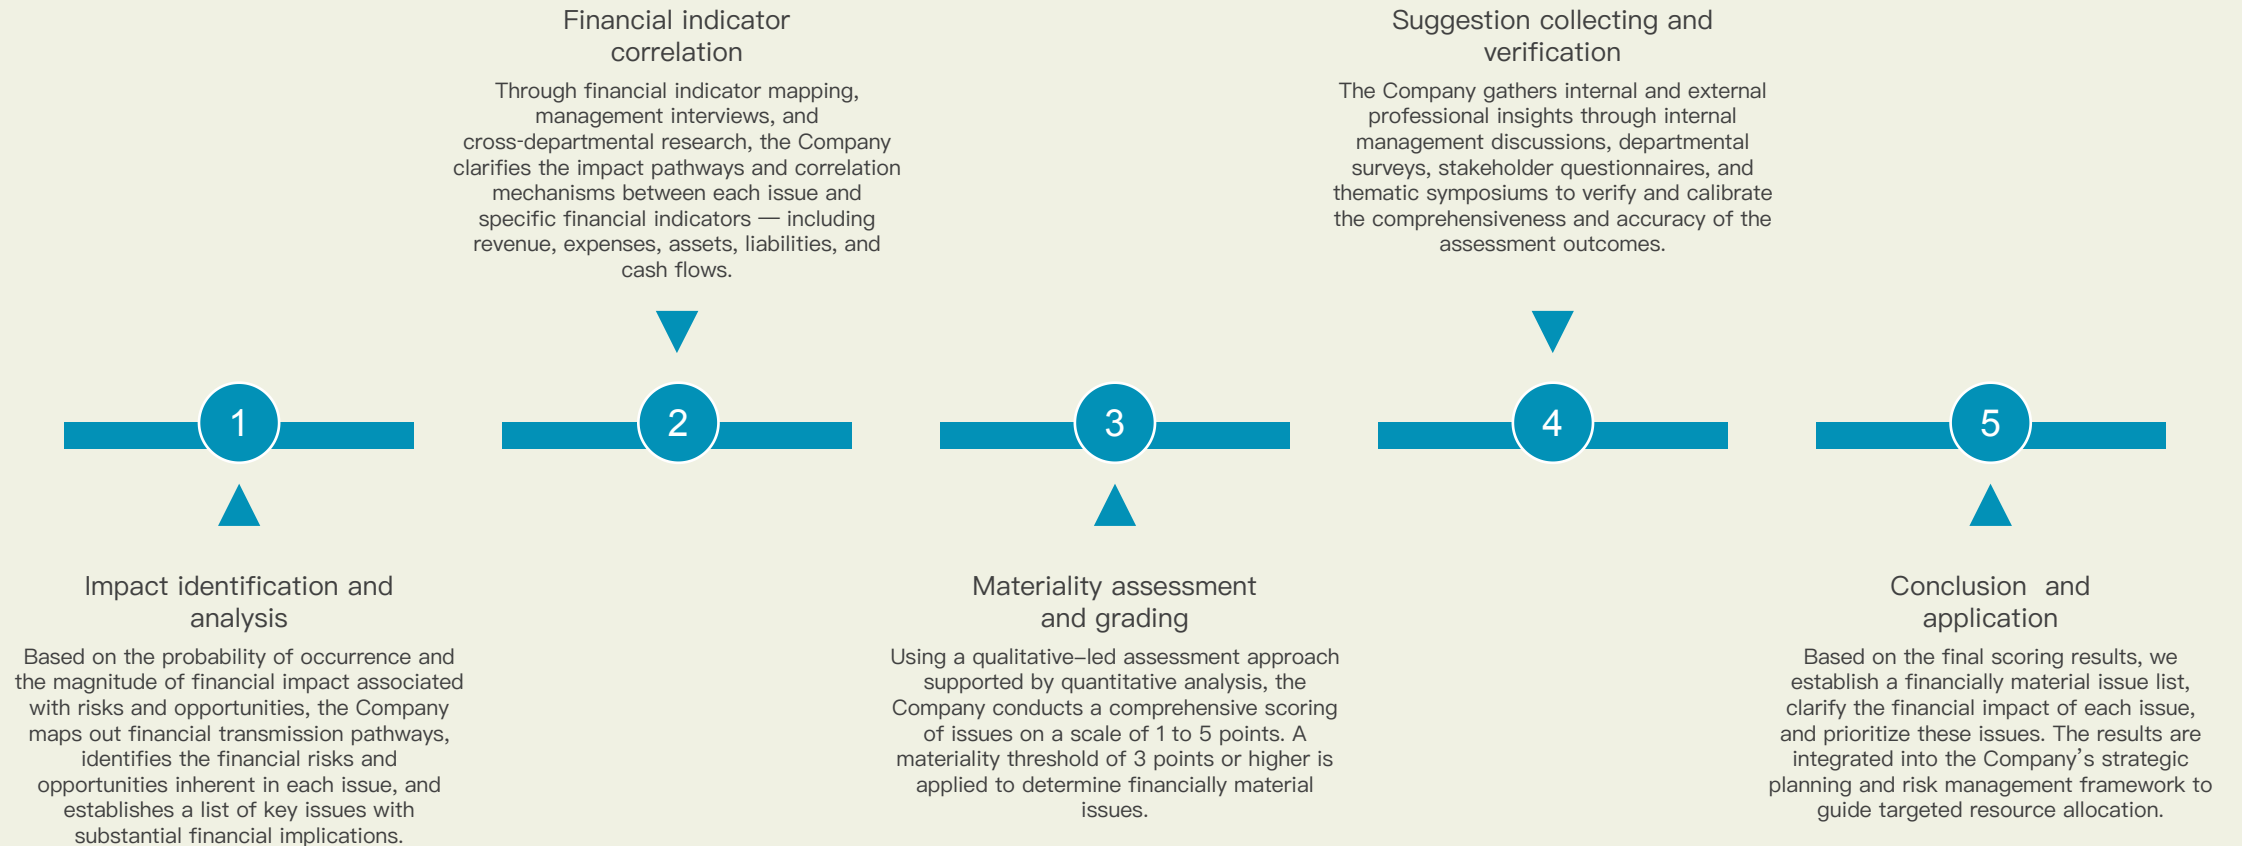 Financial indicator
correlation
Through financial indicator mapping,
management interviews, and
cross-departmental research, the Company
clarifies the impact pathways and correlation
mechanisms between each issue and
specific financial indicators — including
revenue, expenses, assets, liabilities, and
cash flows.
Suggestion collecting and
verification
The Company gathers internal and external
professional insights through internal
management discussions, departmental
surveys, stakeholder questionnaires, and
thematic symposiums to verify and calibrate
the comprehensiveness and accuracy of the
assessment outcomes.
1
2
3
4
5
Impact identification and
analysis
Based on the probability of occurrence and
the magnitude of financial impact associated
with risks and opportunities, the Company
maps out financial transmission pathways,
identifies the financial risks and
opportunities inherent in each issue, and
establishes a list of key issues with
substantial financial implications.
Materiality assessment
and grading
Using a qualitative–led assessment approach
supported by quantitative analysis, the
Company conducts a comprehensive scoring
of issues on a scale of 1 to 5 points. A
materiality threshold of 3 points or higher is
applied to determine financially material
issues.
Conclusion  and
application
Based on the final scoring results, we
establish a financially material issue list,
clarify the financial impact of each issue,
and prioritize these issues. The results are
integrated into the Company’s strategic
planning and risk management framework to
guide targeted resource allocation.